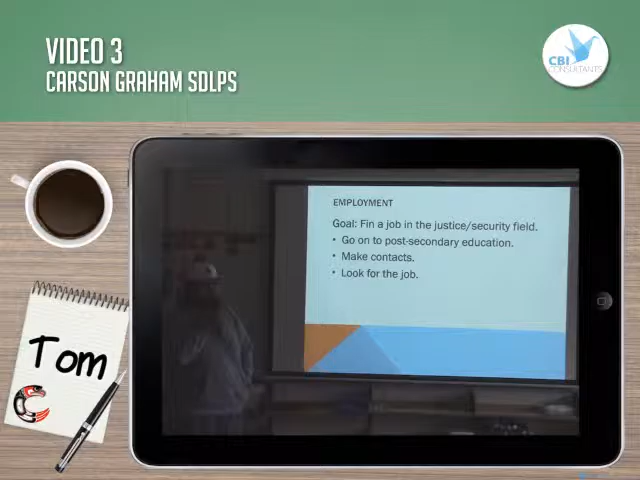 VIDEO 3
CARSON GRAHAM SDLPS
CBI
CONSULTANTS
EMPLOYMENT
Goal: Fin a job in the justice/security field.
• Go on to post-secondary education.
• Make contacts.
• Look for the job.
Tom